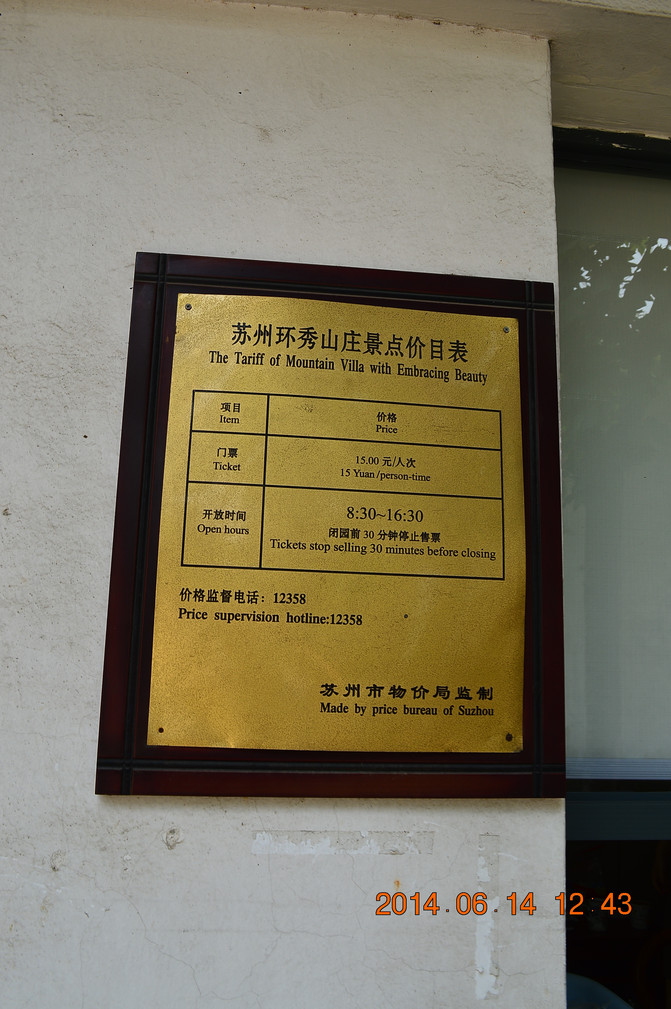 苏州环秀山庄景点价目表
The Tariff of Mountain Villa with Embracing Beauty
项目
Item
价格
Price
门票
Ticket
15.00 元/人次
15 Yuan/person-time
开放时间
Open hours
8:30~16:30
闭园前 30 分钟停止售票
Tickets stop selling 30 minutes before closing
价格监督电话：12358
Price supervision hotline:12358
苏州市物价局监制
Made by price bureau of Suzhou
2014.06.14 12:43